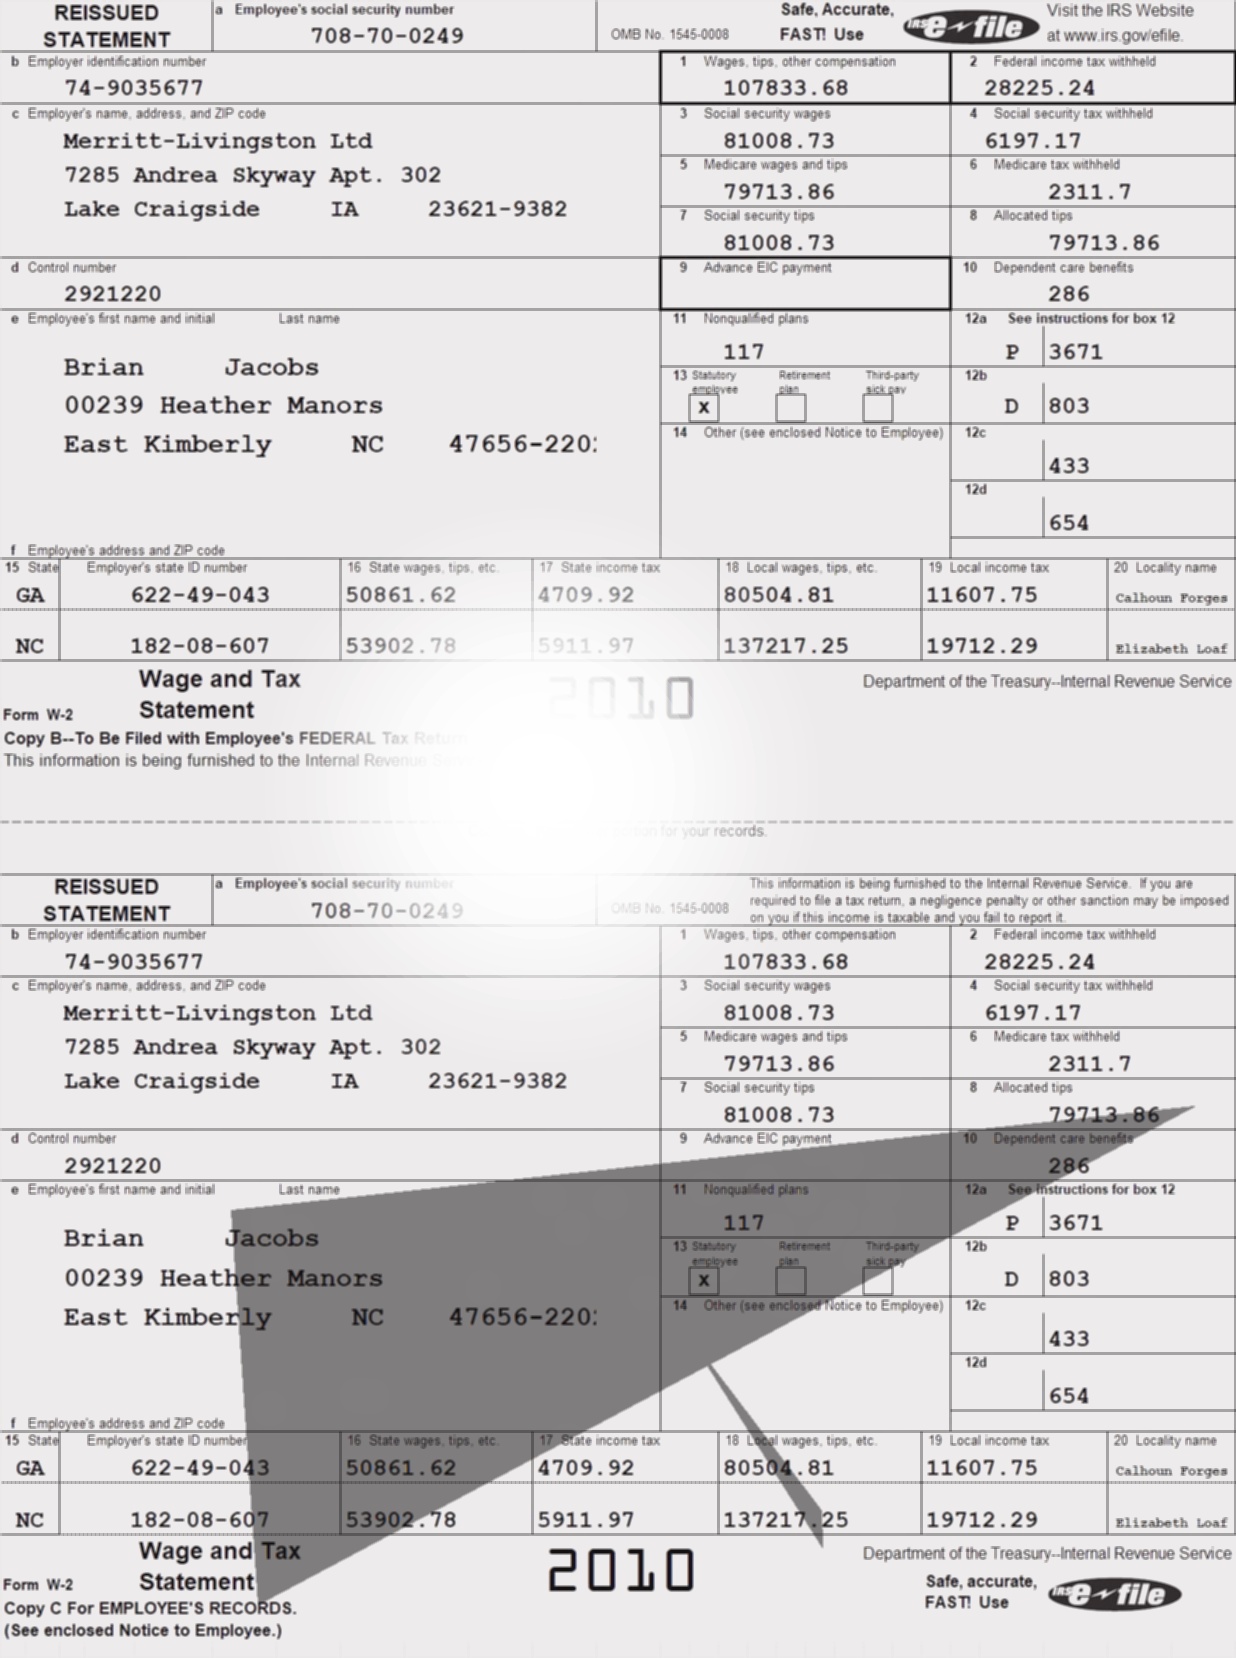 REISSUED STATEMENT
a Employee's social security number
708-70-0249
OMB No. 1545-0008
Safe, Accurate, FAST! Use
IRS e-file
Visit the IRS Website at www.irs.gov/efile.
b Employer identification number
74-9035677
1 Wages, tips, other compensation
107833.68
2 Federal income tax withheld
28225.24
c Employer's name, address, and ZIP code
Merritt-Livingston Ltd
7285 Andrea Skyway Apt. 302
Lake Craigside IA 23621-9382
3 Social security wages
81008.73
4 Social security tax withheld
6197.17
5 Medicare wages and tips
79713.86
6 Medicare tax withheld
2311.7
7 Social security tips
81008.73
8 Allocated tips
79713.86
d Control number
2921220
9 Advance EIC payment
10 Dependent care benefits
286
e Employee's first name and initial Last name
Brian Jacobs
00239 Heather Manors
East Kimberly NC
11 Nonqualified plans
117
12a See instructions for box 12
P 3671
13 Statutory employee
x
Retirement plan
Third-party sick pay
12b
D 803
14 Other (see enclosed Notice to Employee)
12c
433
12d
654
f Employee's address and ZIP code
15 State Employer's state ID number 16 State wages, tips, etc. 17 State income tax 18 Local wages, tips, etc. 19 Local income tax 20 Locality name
GA 622-49-043 50861.62 4709.92 80504.81 11607.75 Calhoun Forges
NC 182-08-607 53902.78 5911.97 137217.25 19712.29 Elizabeth Loaf
Form W-2 Wage and Tax Statement
2010
Department of the Treasury--Internal Revenue Service
Copy B--To Be Filed with Employee's FEDERAL Tax Return
This information is being furnished to the Internal Revenue
for your records.
REISSUED STATEMENT
a Employee's social security number
708-70-0249
OMB No. 1545-0008
This information is being furnished to the Internal Revenue Service. If you are
required to file a tax return, a negligence penalty or other sanction may be imposed
on you if this income is taxable and you fail to report it.
b Employer identification number
74-9035677
1 Wages, tips, other compensation
107833.68
2 Federal income tax withheld
28225.24
c Employer's name, address, and ZIP code
Merritt-Livingston Ltd
7285 Andrea Skyway Apt. 302
Lake Craigside IA 23621-9382
3 Social security wages
81008.73
4 Social security tax withheld
6197.17
5 Medicare wages and tips
79713.86
6 Medicare tax withheld
2311.7
7 Social security tips
81008.73
8 Allocated tips
79713.86
d Control number
2921220
9 Advance EIC payment
10 Dependent care benefits
286
e Employee's first name and initial Last name
Brian Jacobs
00239 Heather Manors
East Kimberly NC
11 Nonqualified plans
117
12a See instructions for box 12
P 3671
13 Statutory employee
x
Retirement plan
Third-party sick pay
12b
D 803
14 Other (see enclosed Notice to Employee)
12c
433
12d
654
f Employee's address and ZIP code
15 State Employer's state ID number 16 State wages, tips, etc. 17 State income tax 18 Local wages, tips, etc. 19 Local income tax 20 Locality name
GA 622-49-043 50861.62 4709.92 80504.81 11607.75 Calhoun Forges
NC 182-08-607 53902.78 5911.97 137217.25 19712.29 Elizabeth Loaf
Form W-2 Wage and Tax Statement
2010
Department of the Treasury--Internal Revenue Service
Safe, accurate, FAST! Use
IRS e-file
Copy C For EMPLOYEE'S RECORDS.
(See enclosed Notice to Employee.)